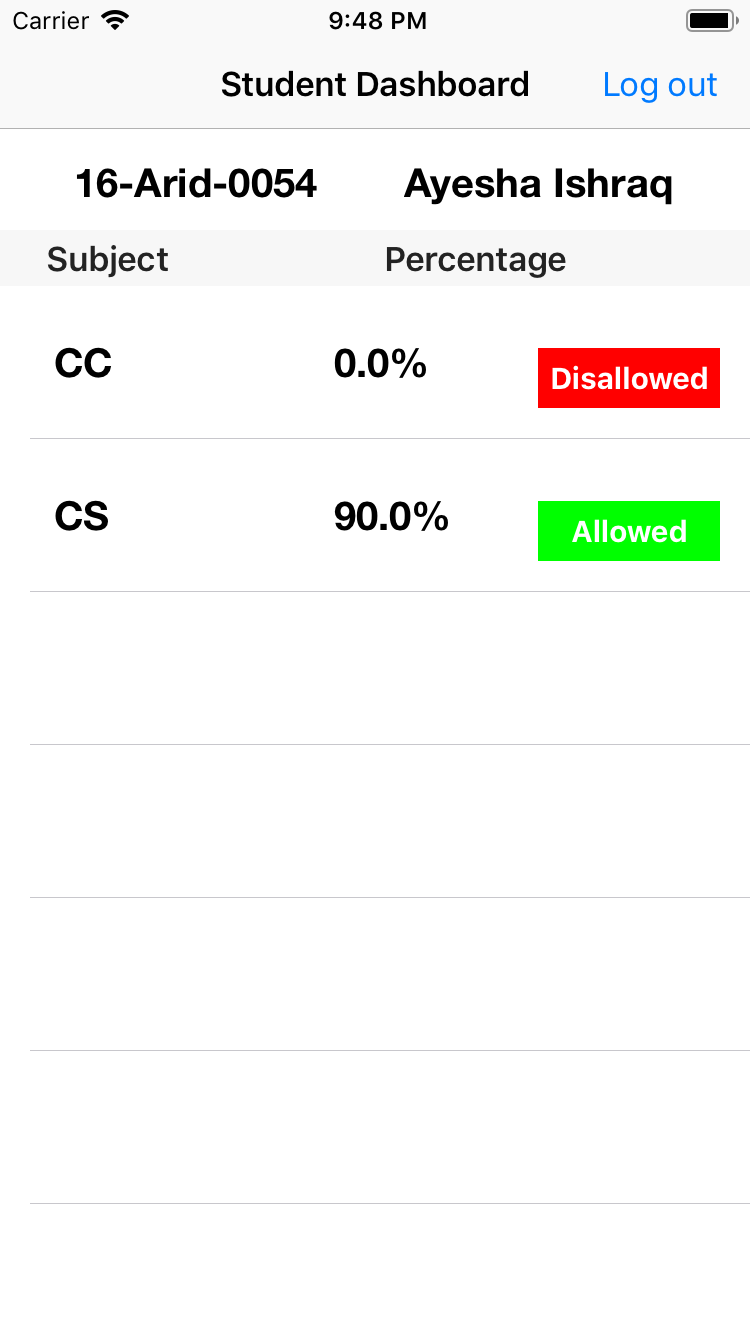 Carrier 9:48 PM
Student Dashboard Log out
16-Arid-0054 Ayesha Ishraq
Subject Percentage
CC 0.0% Disallowed
CS 90.0% Allowed